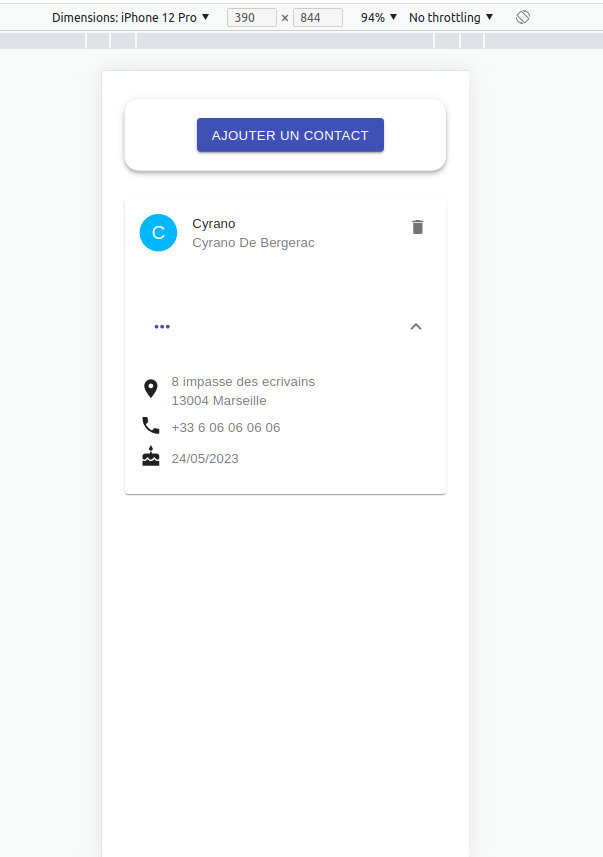 Dimensions: iPhone 12 Pro ▼ 390 × 844 94% ▼ No throttling ▼
AJOUTER UN CONTACT
C
Cyrano
Cyrano De Bergerac
8 impasse des ecrivains
13004 Marseille
+33 6 06 06 06 06
24/05/2023